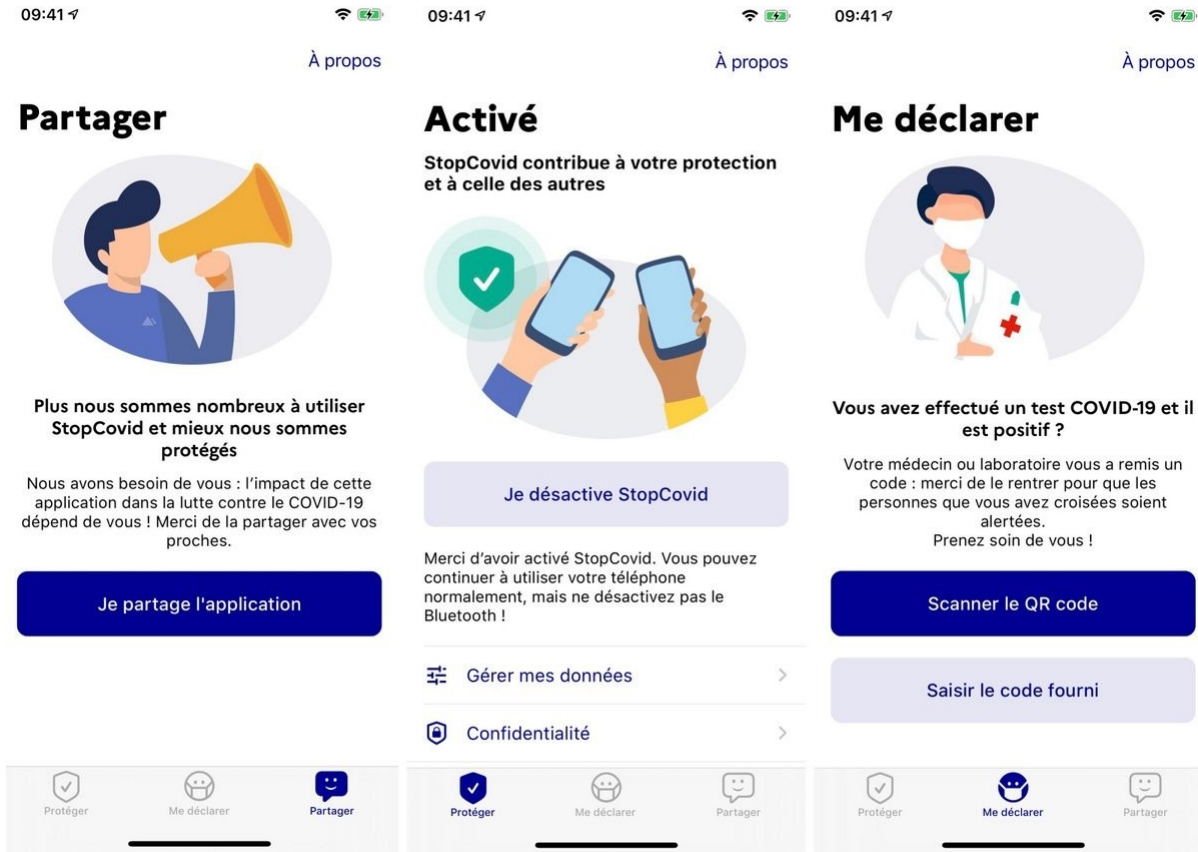 09:41
À propos
Partager
Plus nous sommes nombreux à utiliser
StopCovid et mieux nous sommes
protégés
Nous avons besoin de vous : l'impact de cette
application dans la lutte contre le COVID-19
dépend de vous ! Merci de la partager avec vos
proches.
Je partage l'application
Protéger
Me déclarer
Partager
09:41
À propos
Activé
StopCovid contribue à votre protection
et à celle des autres
Je désactive StopCovid
Merci d'avoir activé StopCovid. Vous pouvez
continuer à utiliser votre téléphone
normalement, mais ne désactivez pas le
Bluetooth !
Gérer mes données
Confidentialité
Protéger
Me déclarer
Partager
09:41
À propos
Me déclarer
Vous avez effectué un test COVID-19 et il
est positif ?
Votre médecin ou laboratoire vous a remis un
code : merci de le rentrer pour que les
personnes que vous avez croisées soient
alertées.
Prenez soin de vous !
Scanner le QR code
Saisir le code fourni
Protéger
Me déclarer
Partager